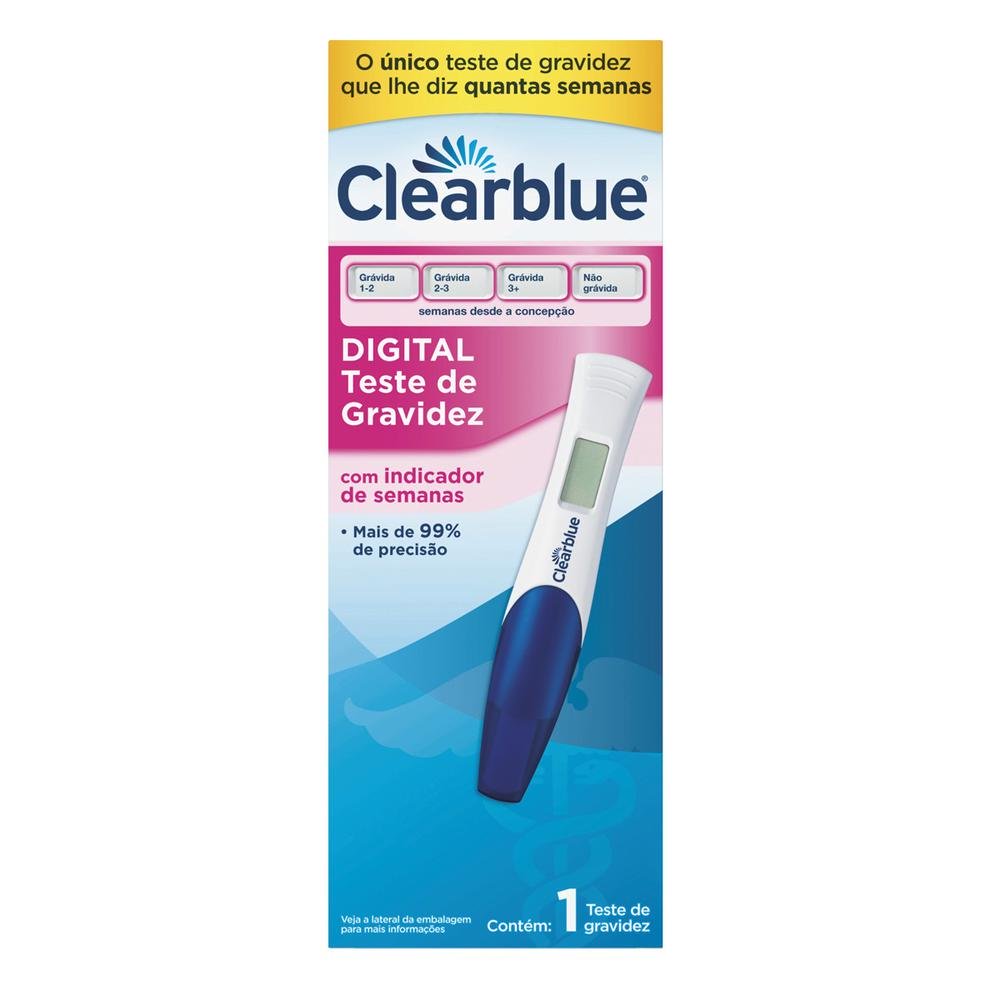 O único teste de gravidez
que lhe diz quantas semanas
Clearblue®
Grávida
1-2
Grávida
2-3
Grávida
3+
Não
grávida
semanas desde a concepção
DIGITAL
Teste de
Gravidez
com indicador
de semanas
• Mais de 99%
de precisão
Clearblue
Veja a lateral da embalagem
para mais informações
Contém: 1 Teste de
gravidez